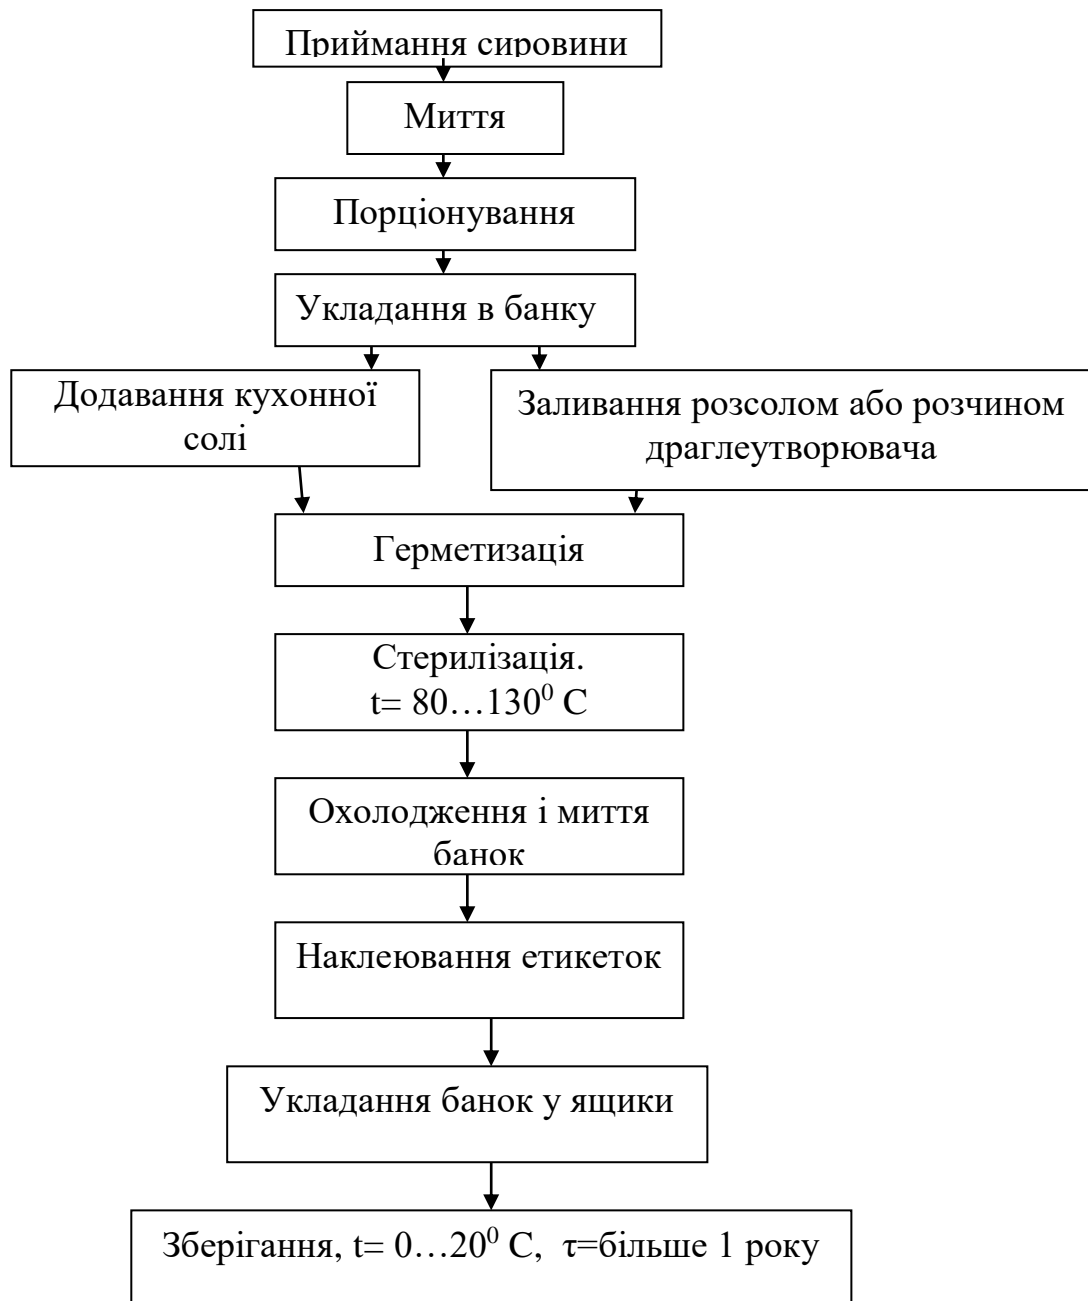 Приймання сировини
Миття
Порціонування
Укладання в банку
Додавання кухонної
солі
Заливання розсолом або розчином
драглеутворювача
Герметизація
Стерилізація.
t= 80…130⁰ С
Охолодження і миття
банок
Наклеювання етикеток
Укладання банок у ящики
Зберігання, t= 0…20⁰ С, τ=більше 1 року